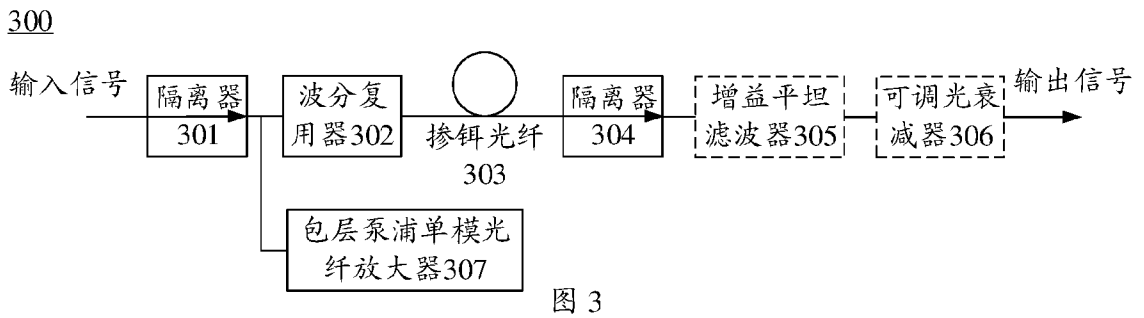 300
输入信号
隔离器
301
波分复
用器302
掺铒光纤
303
隔离器
304
增益平坦
滤波器305
可调光衰
减器306
输出信号
包层泵浦单模光
纤放大器307
图 3